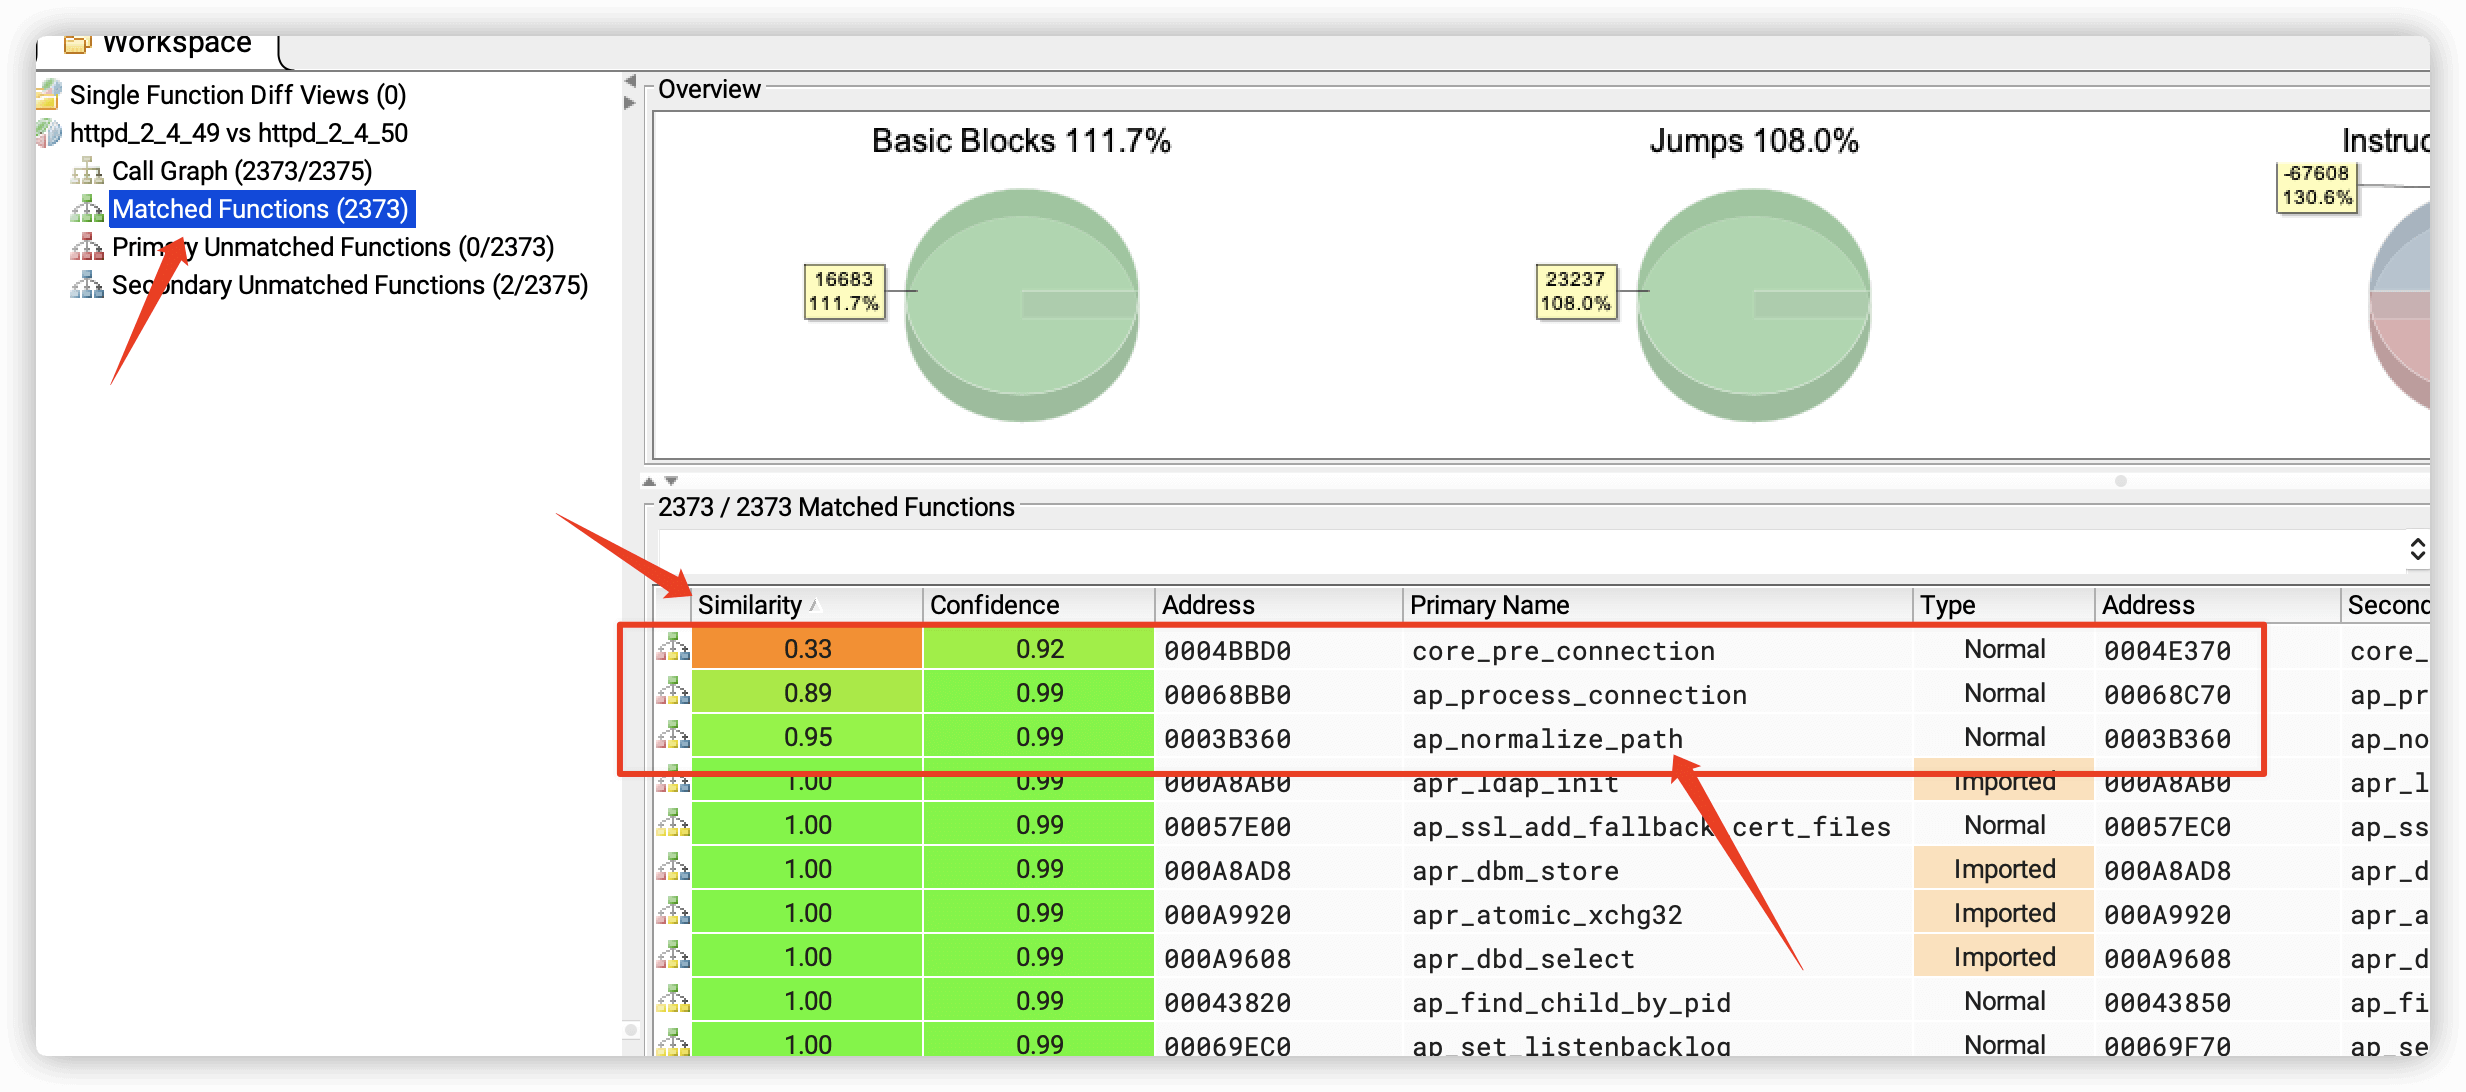 Workspace
Single Function Diff Views (0)
httpd_2_4_49 vs httpd_2_4_50
Call Graph (2373/2375)
Matched Functions (2373)
Primary Unmatched Functions (0/2373)
Secondary Unmatched Functions (2/2375)
Overview
Basic Blocks 111.7%
Jumps 108.0%
Instruc
16683
111.7%
23237
108.0%
-67608
130.6%
2373 / 2373 Matched Functions
Similarity Confidence Address Primary Name Type Address Second
0.33 0.92 0004BBD0 core_pre_connection Normal 0004E370 core_
0.89 0.99 00068BB0 ap_process_connection Normal 00068C70 ap_pr
0.95 0.99 0003B360 ap_normalize_path Normal 0003B360 ap_no
1.00 0.99 000A8AB0 apr_ldap_init Imported 000A8AB0 apr_l
1.00 0.99 00057E00 ap_ssl_add_fallback_cert_files Normal 00057EC0 ap_ss
1.00 0.99 000A8AD8 apr_dbm_store Imported 000A8AD8 apr_d
1.00 0.99 000A9920 apr_atomic_xchg32 Imported 000A9920 apr_a
1.00 0.99 000A9608 apr_dbd_select Imported 000A9608 apr_d
1.00 0.99 00043820 ap_find_child_by_pid Normal 00043850 ap_fi
1.00 0.99 00069EC0 ap_set_listenbacklog Normal 00069F70 ap_se